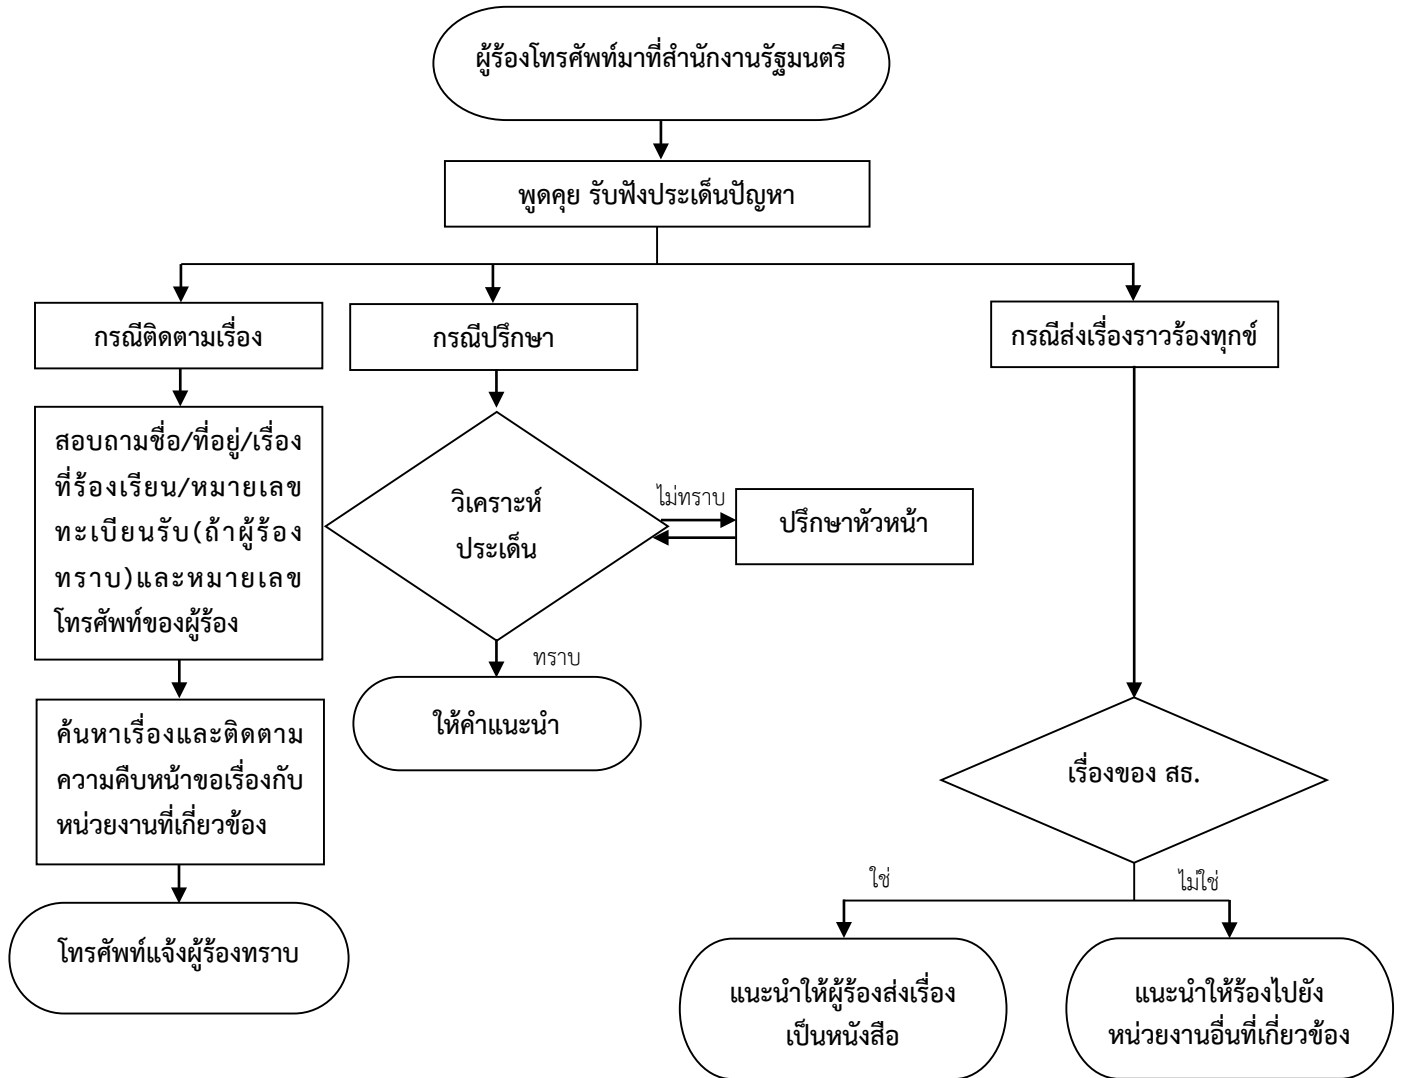 ผู้ร้องโทรศัพท์มาที่สำนักงานรัฐมนตรี
พูดคุย รับฟังประเด็นปัญหา
กรณีติดตามเรื่อง
กรณีปรึกษา
กรณีส่งเรื่องราวร้องทุกข์
สอบถามชื่อ/ที่อยู่/เรื่อง
ที่ร้องเรียน/หมายเลข
ทะเบียนรับ(ถ้าผู้ร้อง
ทราบ)และหมายเลข
โทรศัพท์ของผู้ร้อง
วิเคราะห์
ประเด็น
ไม่ทราบ
ปรึกษาหัวหน้า
ทราบ
ให้คำแนะนำ
ค้นหาเรื่องและติดตาม
ความคืบหน้าขอเรื่องกับ
หน่วยงานที่เกี่ยวข้อง
โทรศัพท์แจ้งผู้ร้องทราบ
เรื่องของ สธ.
ใช่
ไม่ใช่
แนะนำให้ผู้ร้องส่งเรื่อง
เป็นหนังสือ
แนะนำให้ร้องไปยัง
หน่วยงานอื่นที่เกี่ยวข้อง